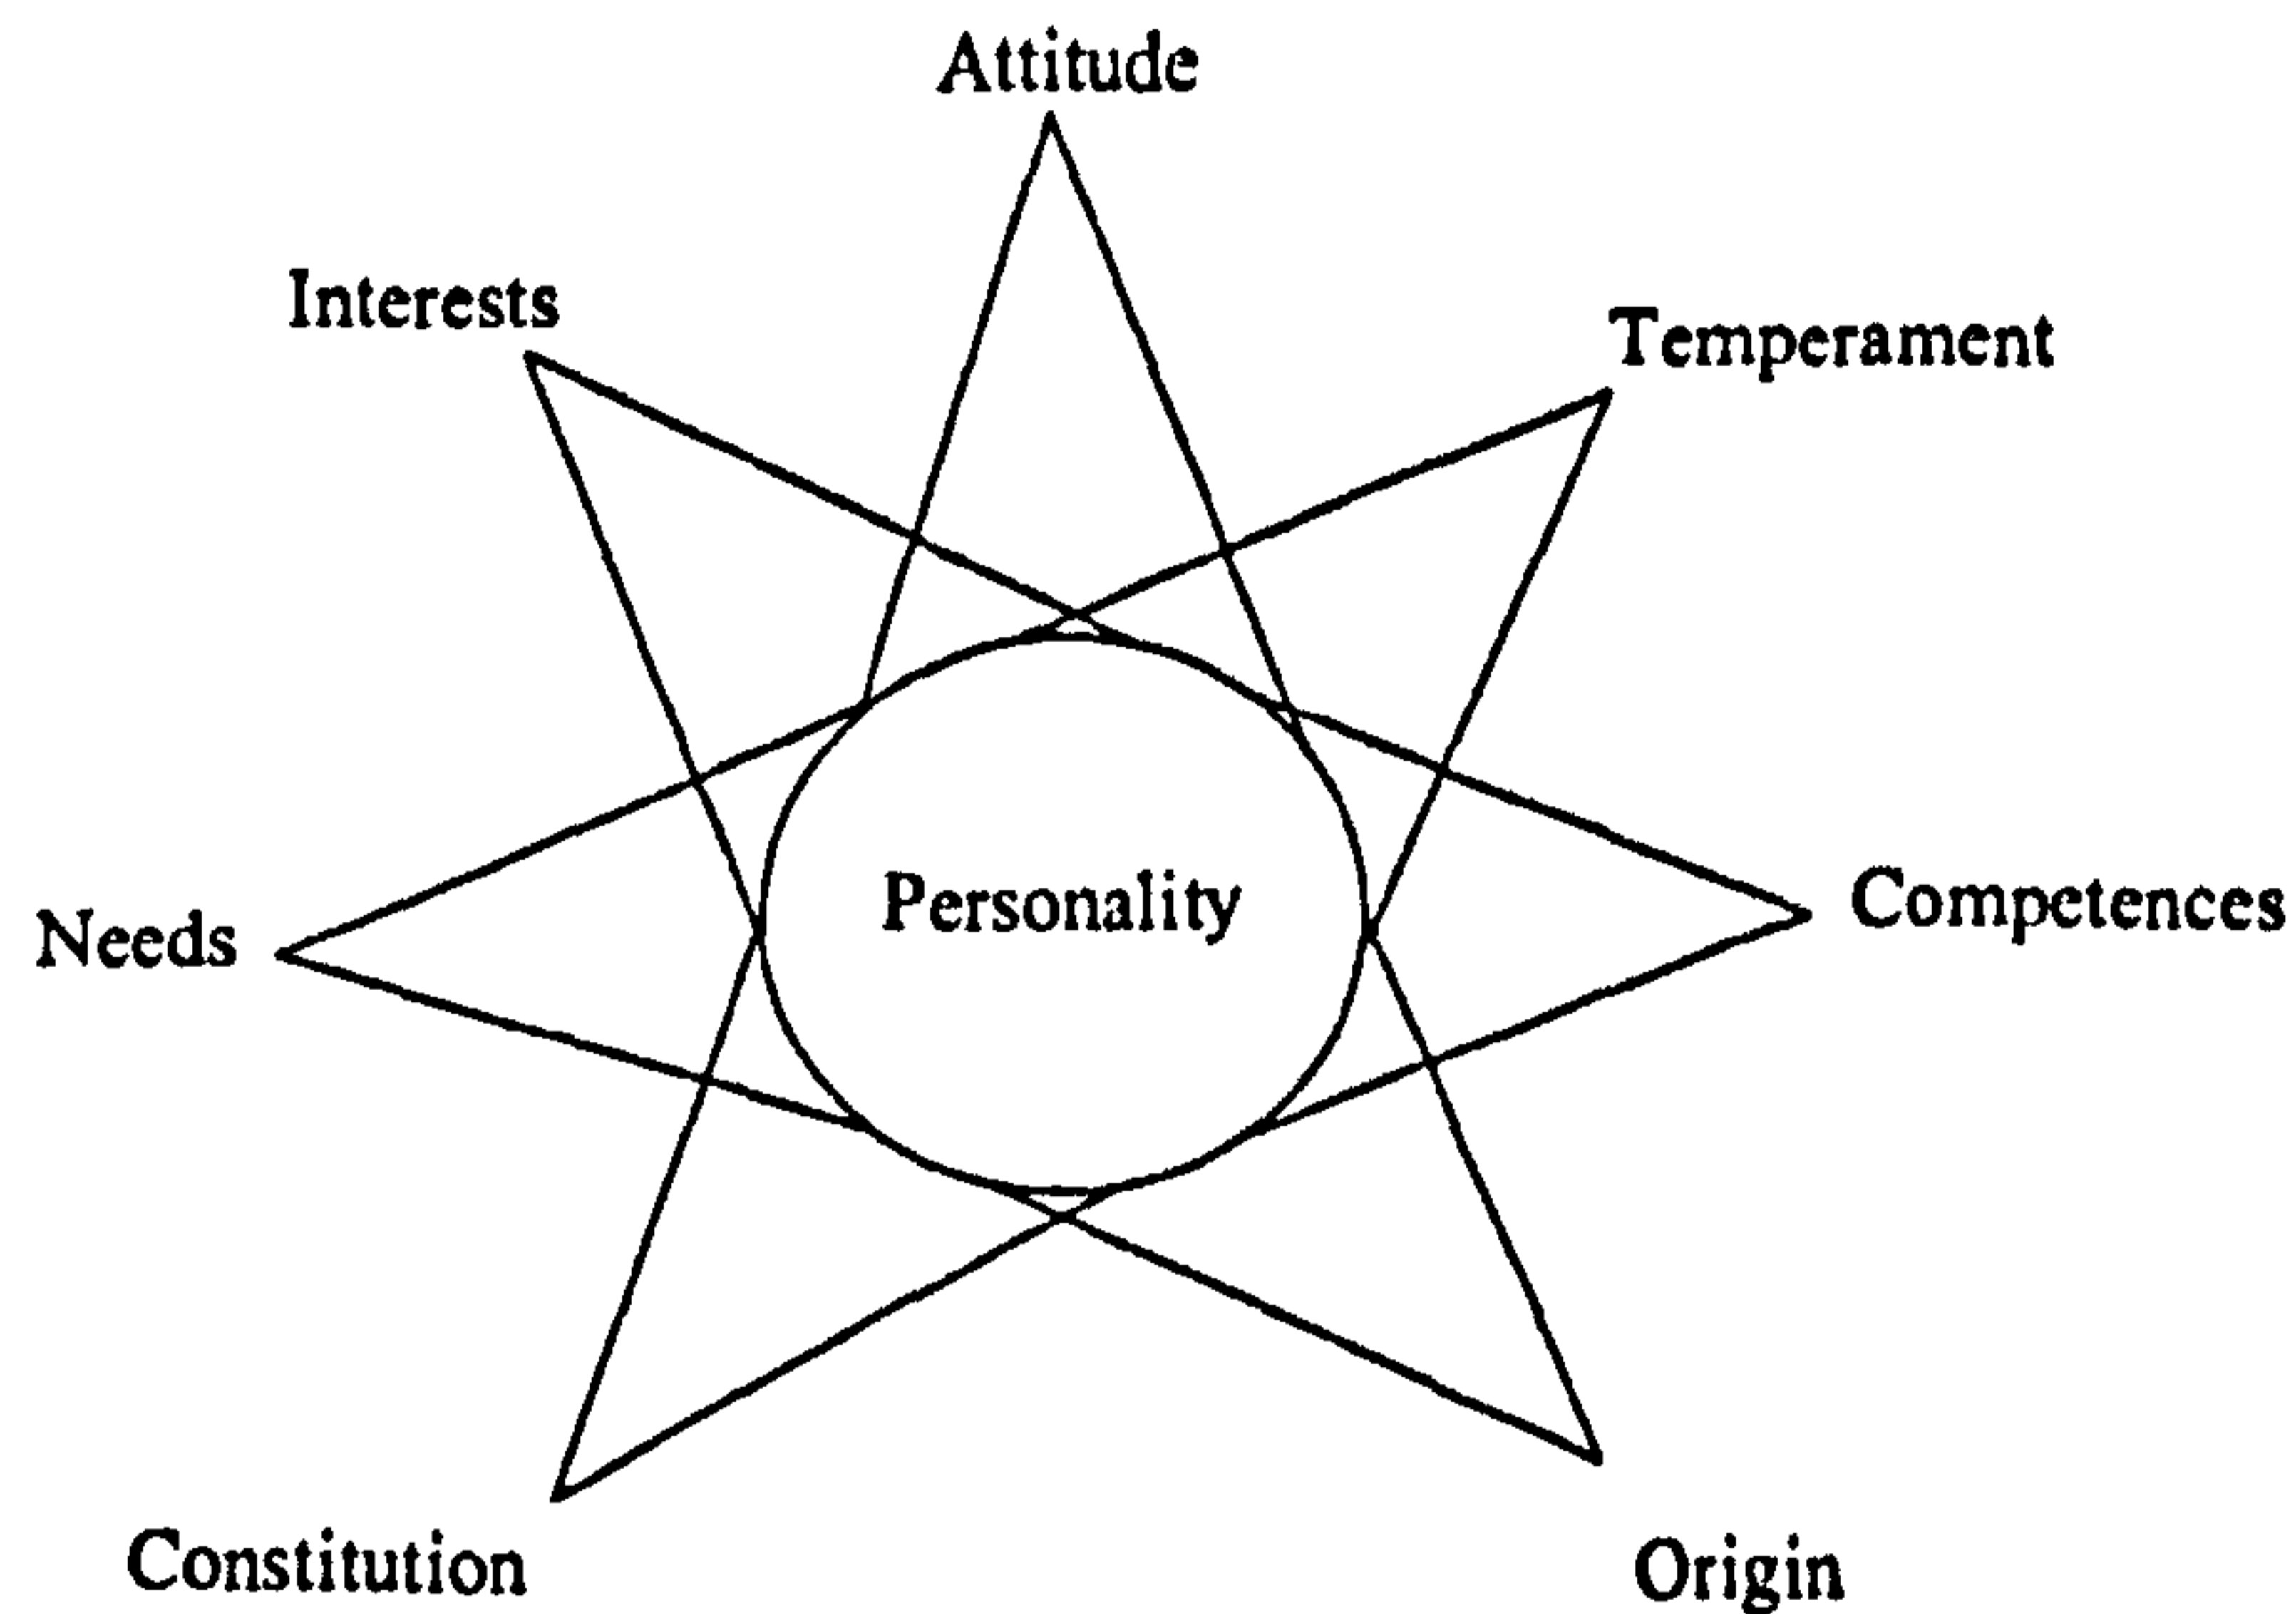 Attitude
Interests
Temperament
Personality
Competences
Needs
Constitution
Origin